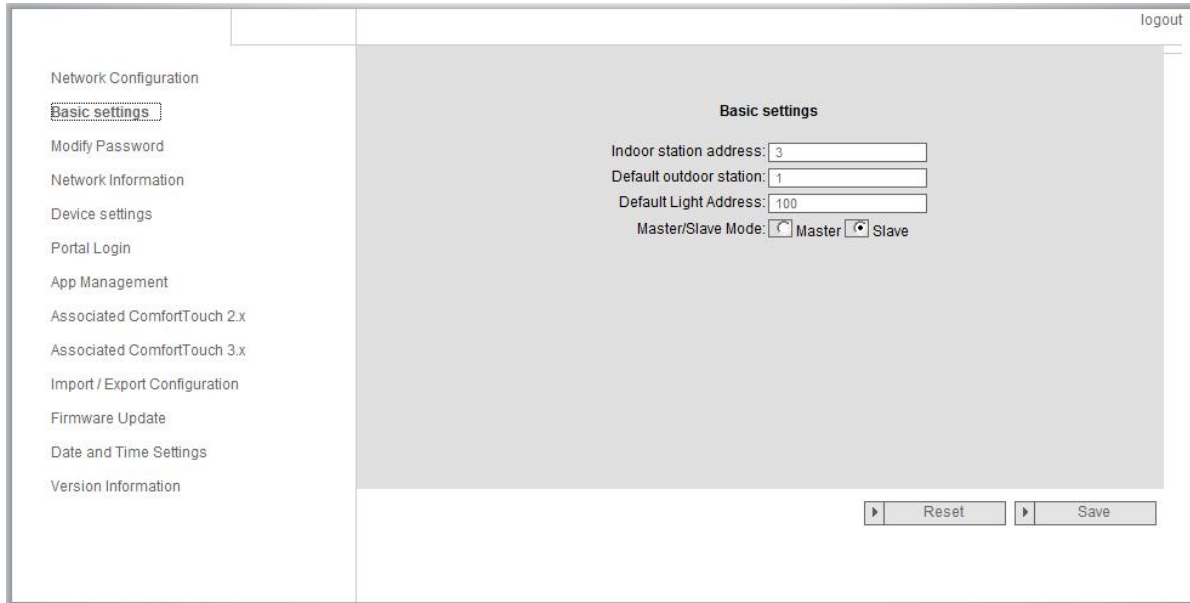 logout
Network Configuration
Basic settings
Modify Password
Network Information
Device settings
Portal Login
App Management
Associated ComfortTouch 2.x
Associated ComfortTouch 3.x
Import / Export Configuration
Firmware Update
Date and Time Settings
Version Information
Basic settings
Indoor station address: 3
Default outdoor station: 1
Default Light Address: 100
Master/Slave Mode: Master Slave
Reset Save